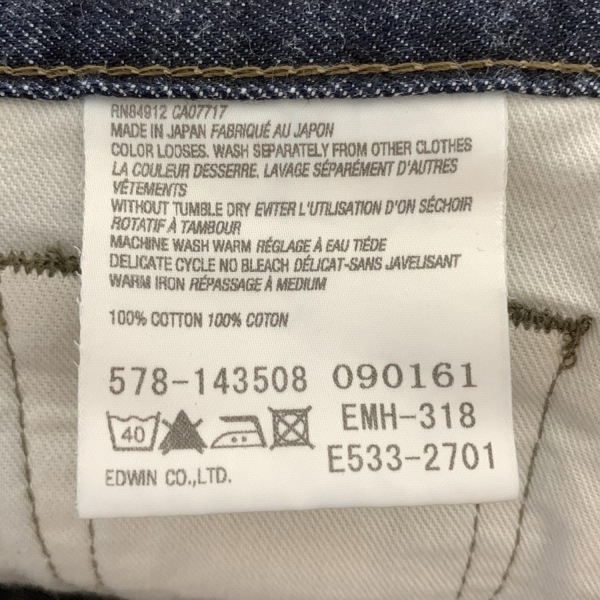 RN84912 CA07717
MADE IN JAPAN FABRIQUÉ AU JAPON
COLOR LOOSES. WASH SEPARATELY FROM OTHER CLOTHES
LA COULEUR DESSERRE. LAVAGE SÉPARÉMENT D'AUTRES
VÉTEMENTS
WITHOUT TUMBLE DRY EVITER L'UTILISATION D'ON SÉCHOIR
ROTATIF À TAMBOUR
MACHINE WASH WARM RÉGLAGE À EAU TIÉDE
DELICATE CYCLE NO BLEACH DÉLICAT-SANS JAVELISANT
WARM IRON RÉPASSAGE À MEDIUM
100% COTTON 100% COTON
578-143508 090161
40 EMH-318
E533-2701
EDWIN CO.,LTD.